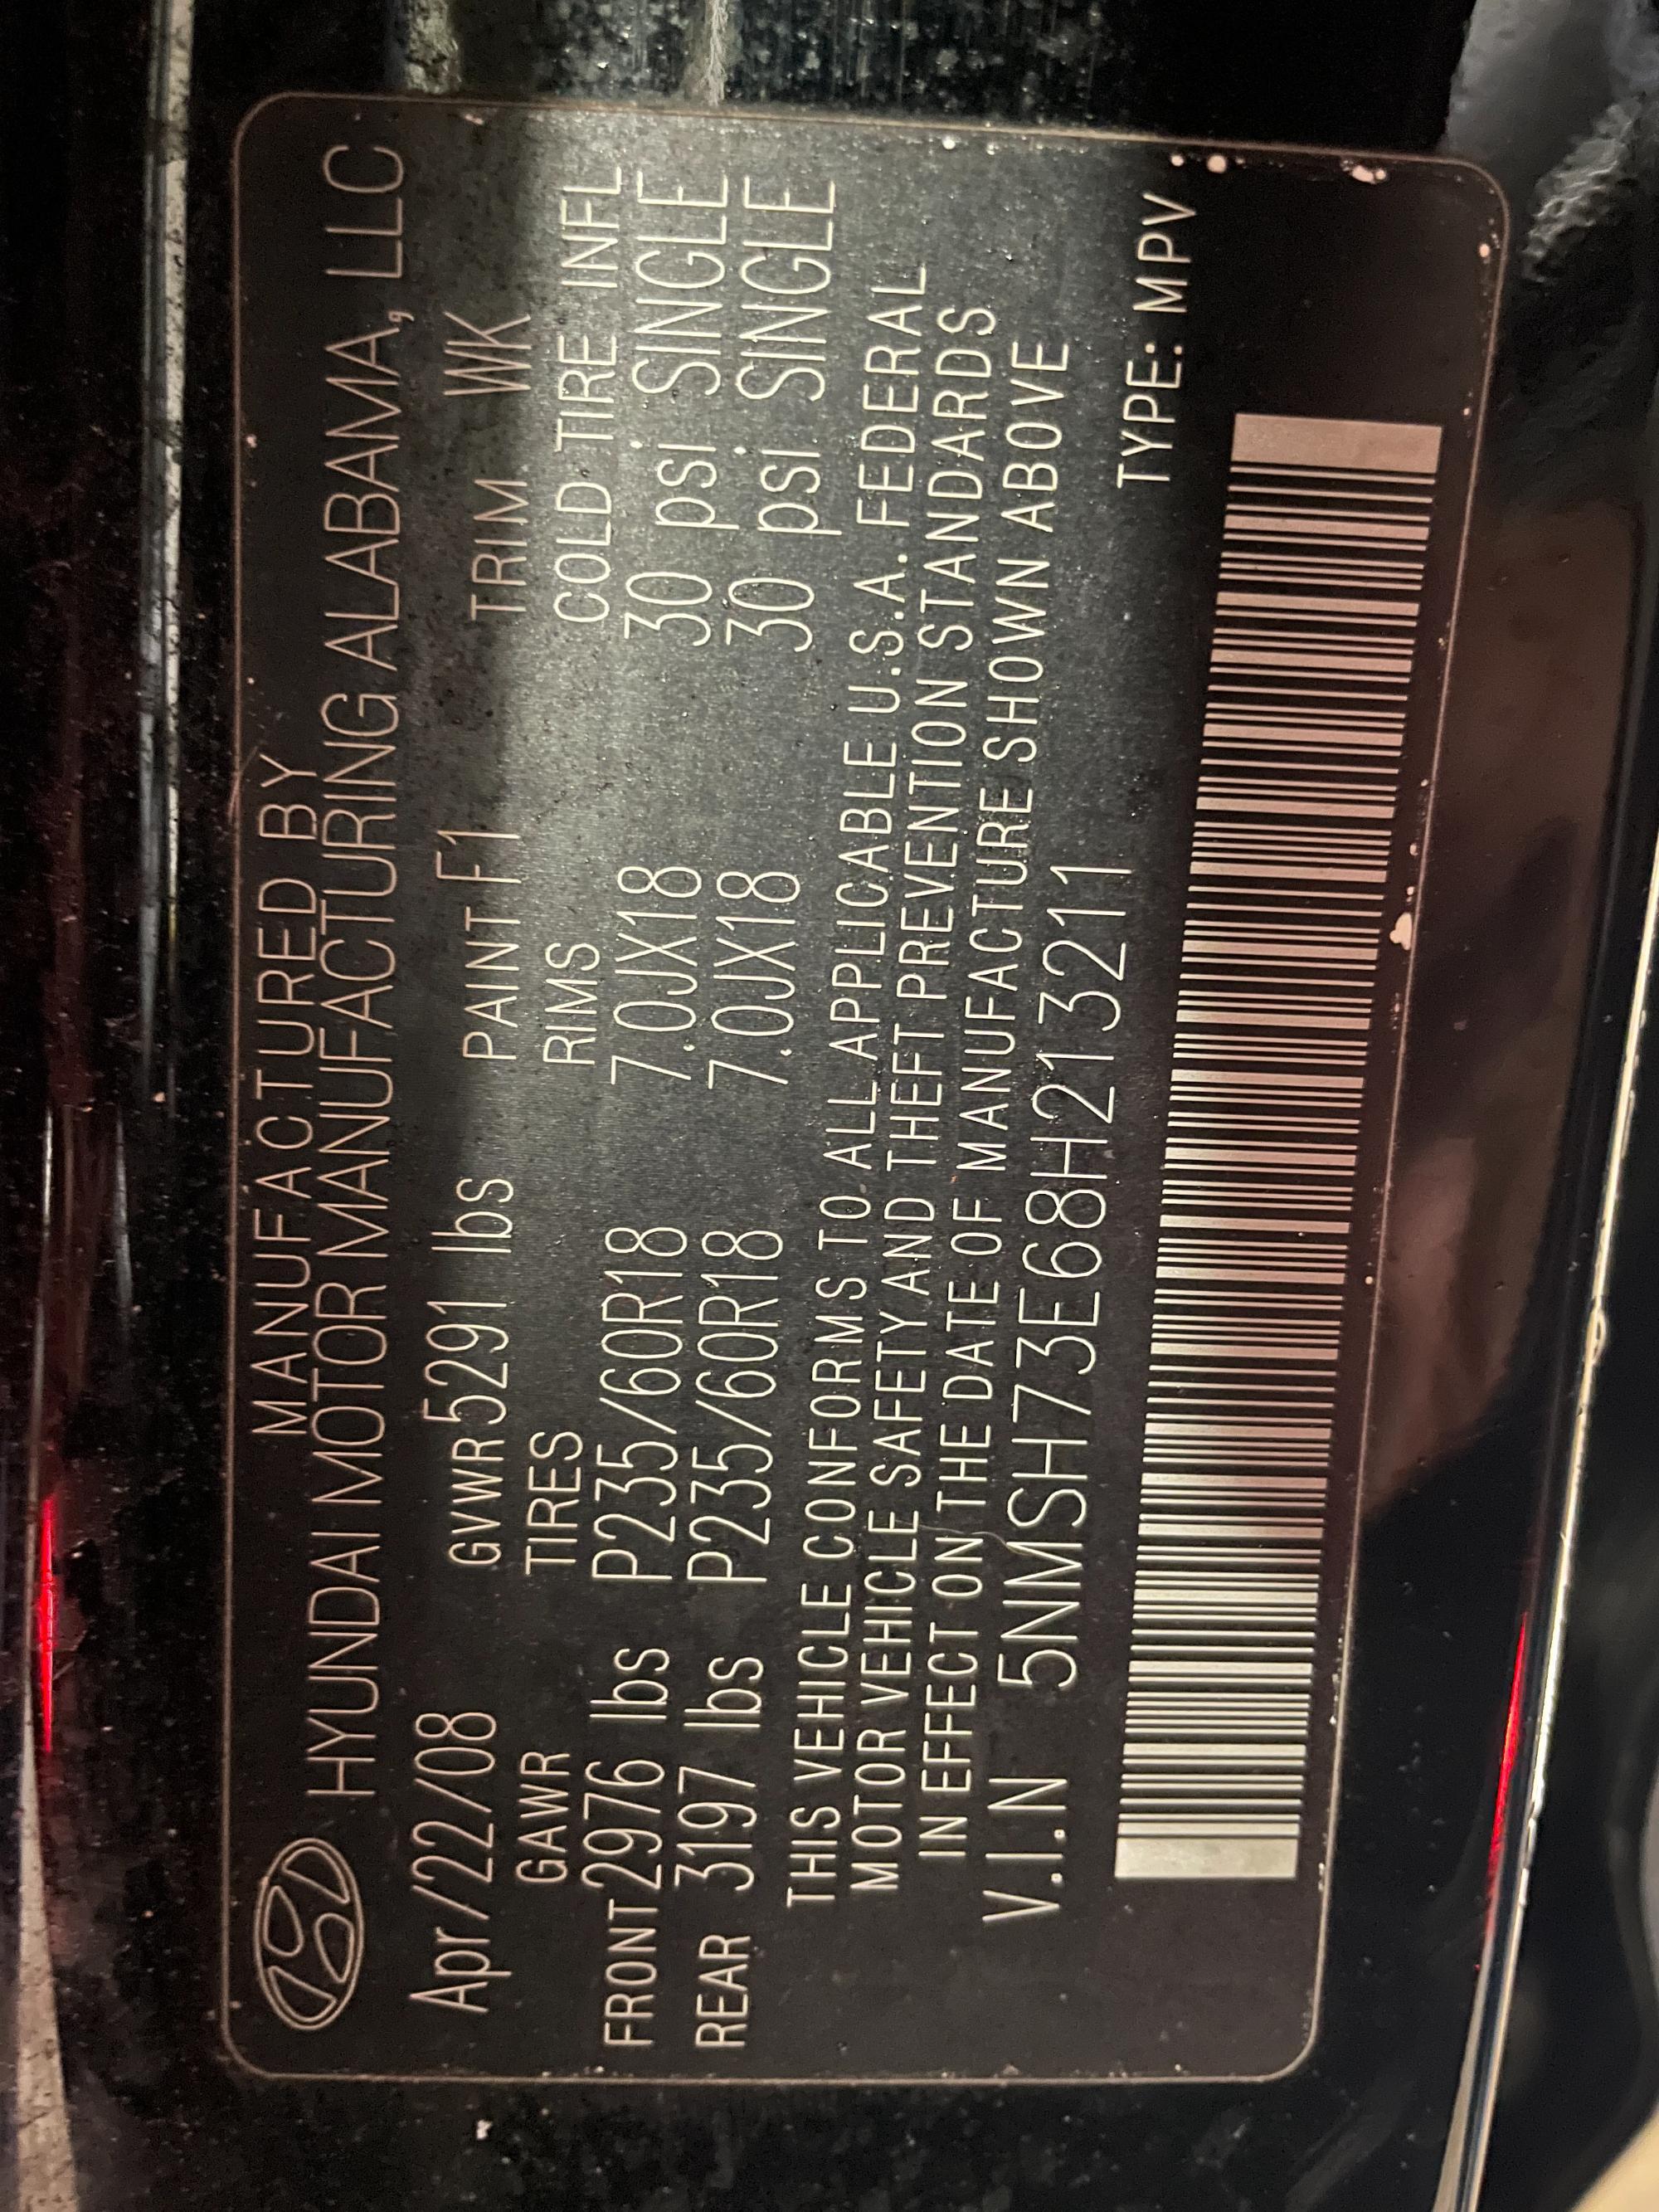 MANUFACTURED BY
HYUNDAI MOTOR MANUFACTURING ALABAMA, LLC
Apr/22/08 GVWR 5291 lbs PAINT F1 TRIM WK
GAWR TIRES RIMS COLD TIRE INFL
FRONT 2976 lbs P235/60R18 7.0JX18 30 psi SINGLE
REAR 3197 lbs P235/60R18 7.0JX18 30 psi SINGLE
THIS VEHICLE CONFORMS TO ALL APPLICABLE U.S.A. FEDERAL
MOTOR VEHICLE SAFETY AND THEFT PREVENTION STANDARDS
IN EFFECT ON THE DATE OF MANUFACTURE SHOWN ABOVE
V.I.N 5NMSH73E68H213211
TYPE: MPV